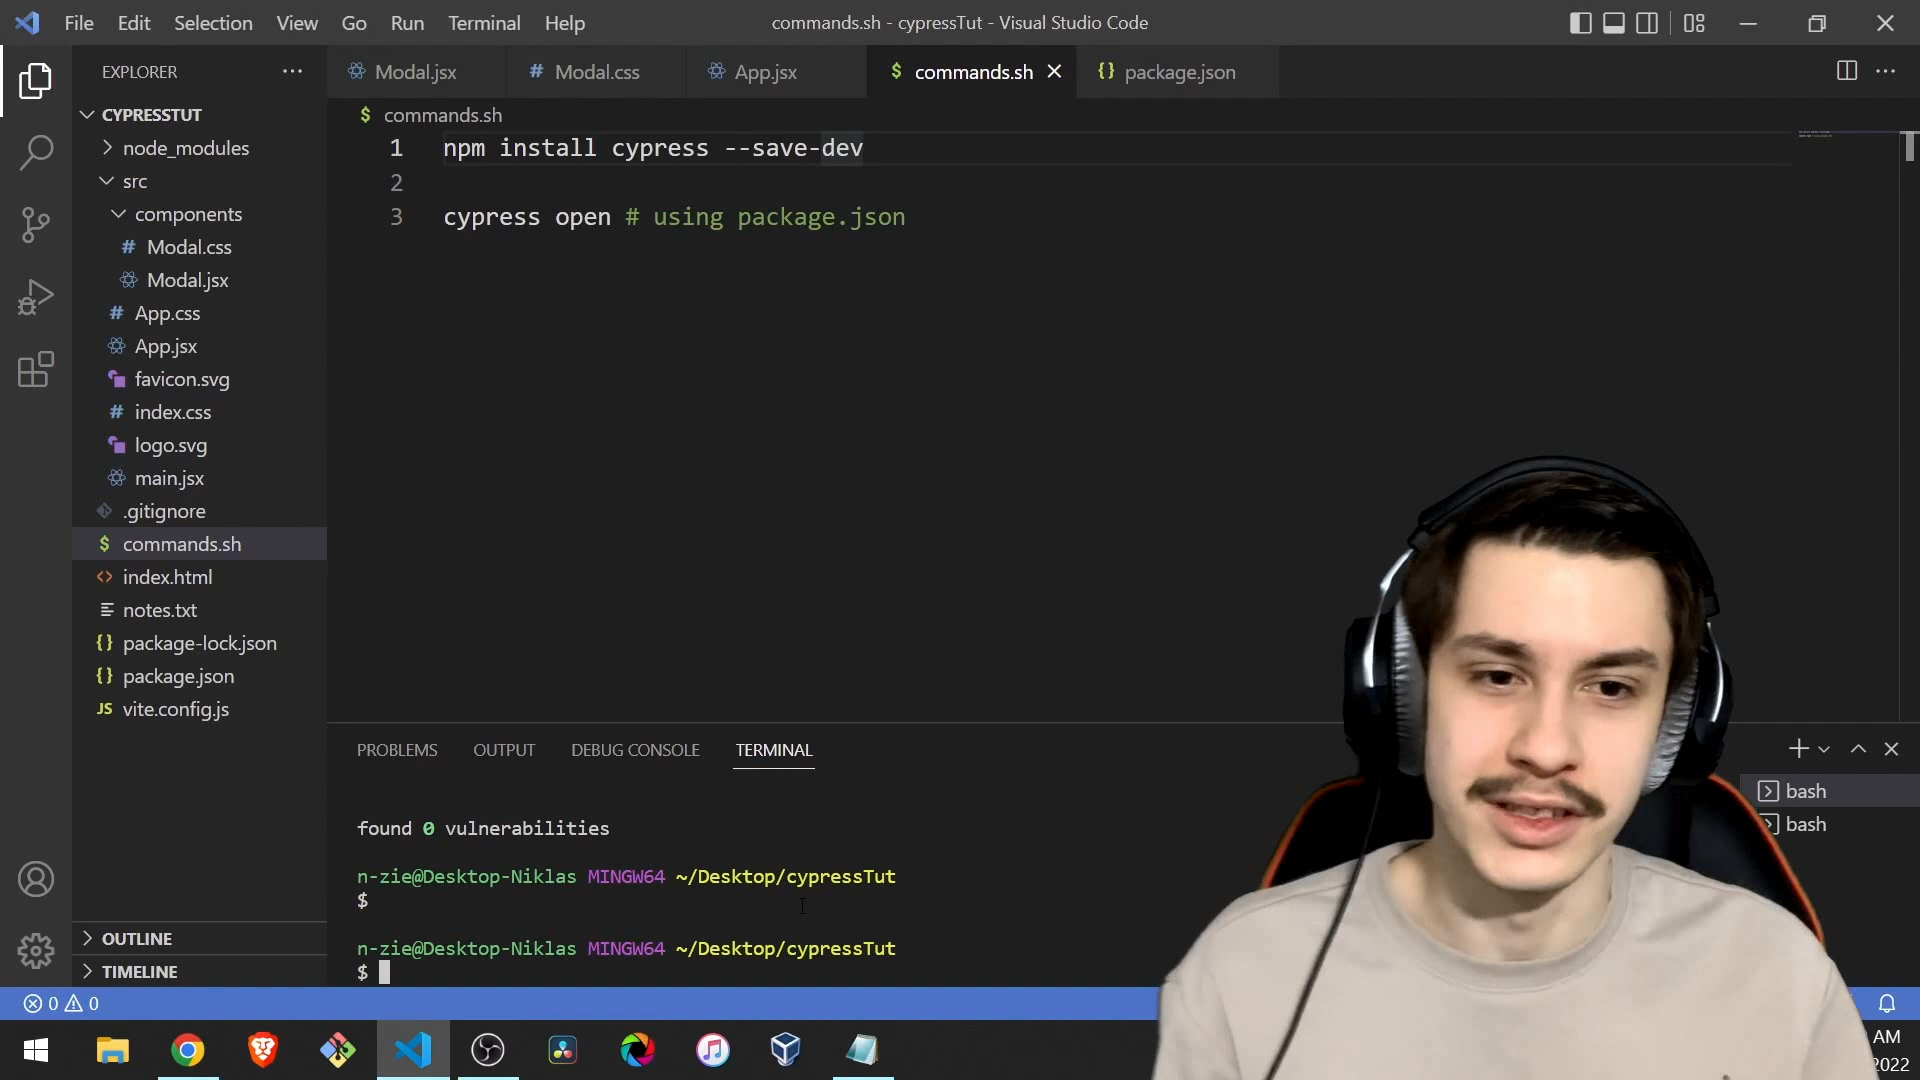 File Edit Selection View Go Run Terminal Help commands.sh - cypressTut - Visual Studio Code
EXPLORER
CYPRESSTUT
node_modules
src
components
# Modal.css
Modal.jsx
# App.css
App.jsx
favicon.svg
# index.css
logo.svg
main.jsx
.gitignore
$ commands.sh
<> index.html
notes.txt
{} package-lock.json
{} package.json
JS vite.config.js
OUTLINE
TIMELINE
Modal.jsx # Modal.css App.jsx $ commands.sh {} package.json
$ commands.sh
1 npm install cypress --save-dev
2
3 cypress open # using package.json
PROBLEMS OUTPUT DEBUG CONSOLE TERMINAL
found 0 vulnerabilities
n-zie@Desktop-Niklas MINGW64 ~/Desktop/cypressTut
$
n-zie@Desktop-Niklas MINGW64 ~/Desktop/cypressTut
$
bash
bash
0 0
AM
2022